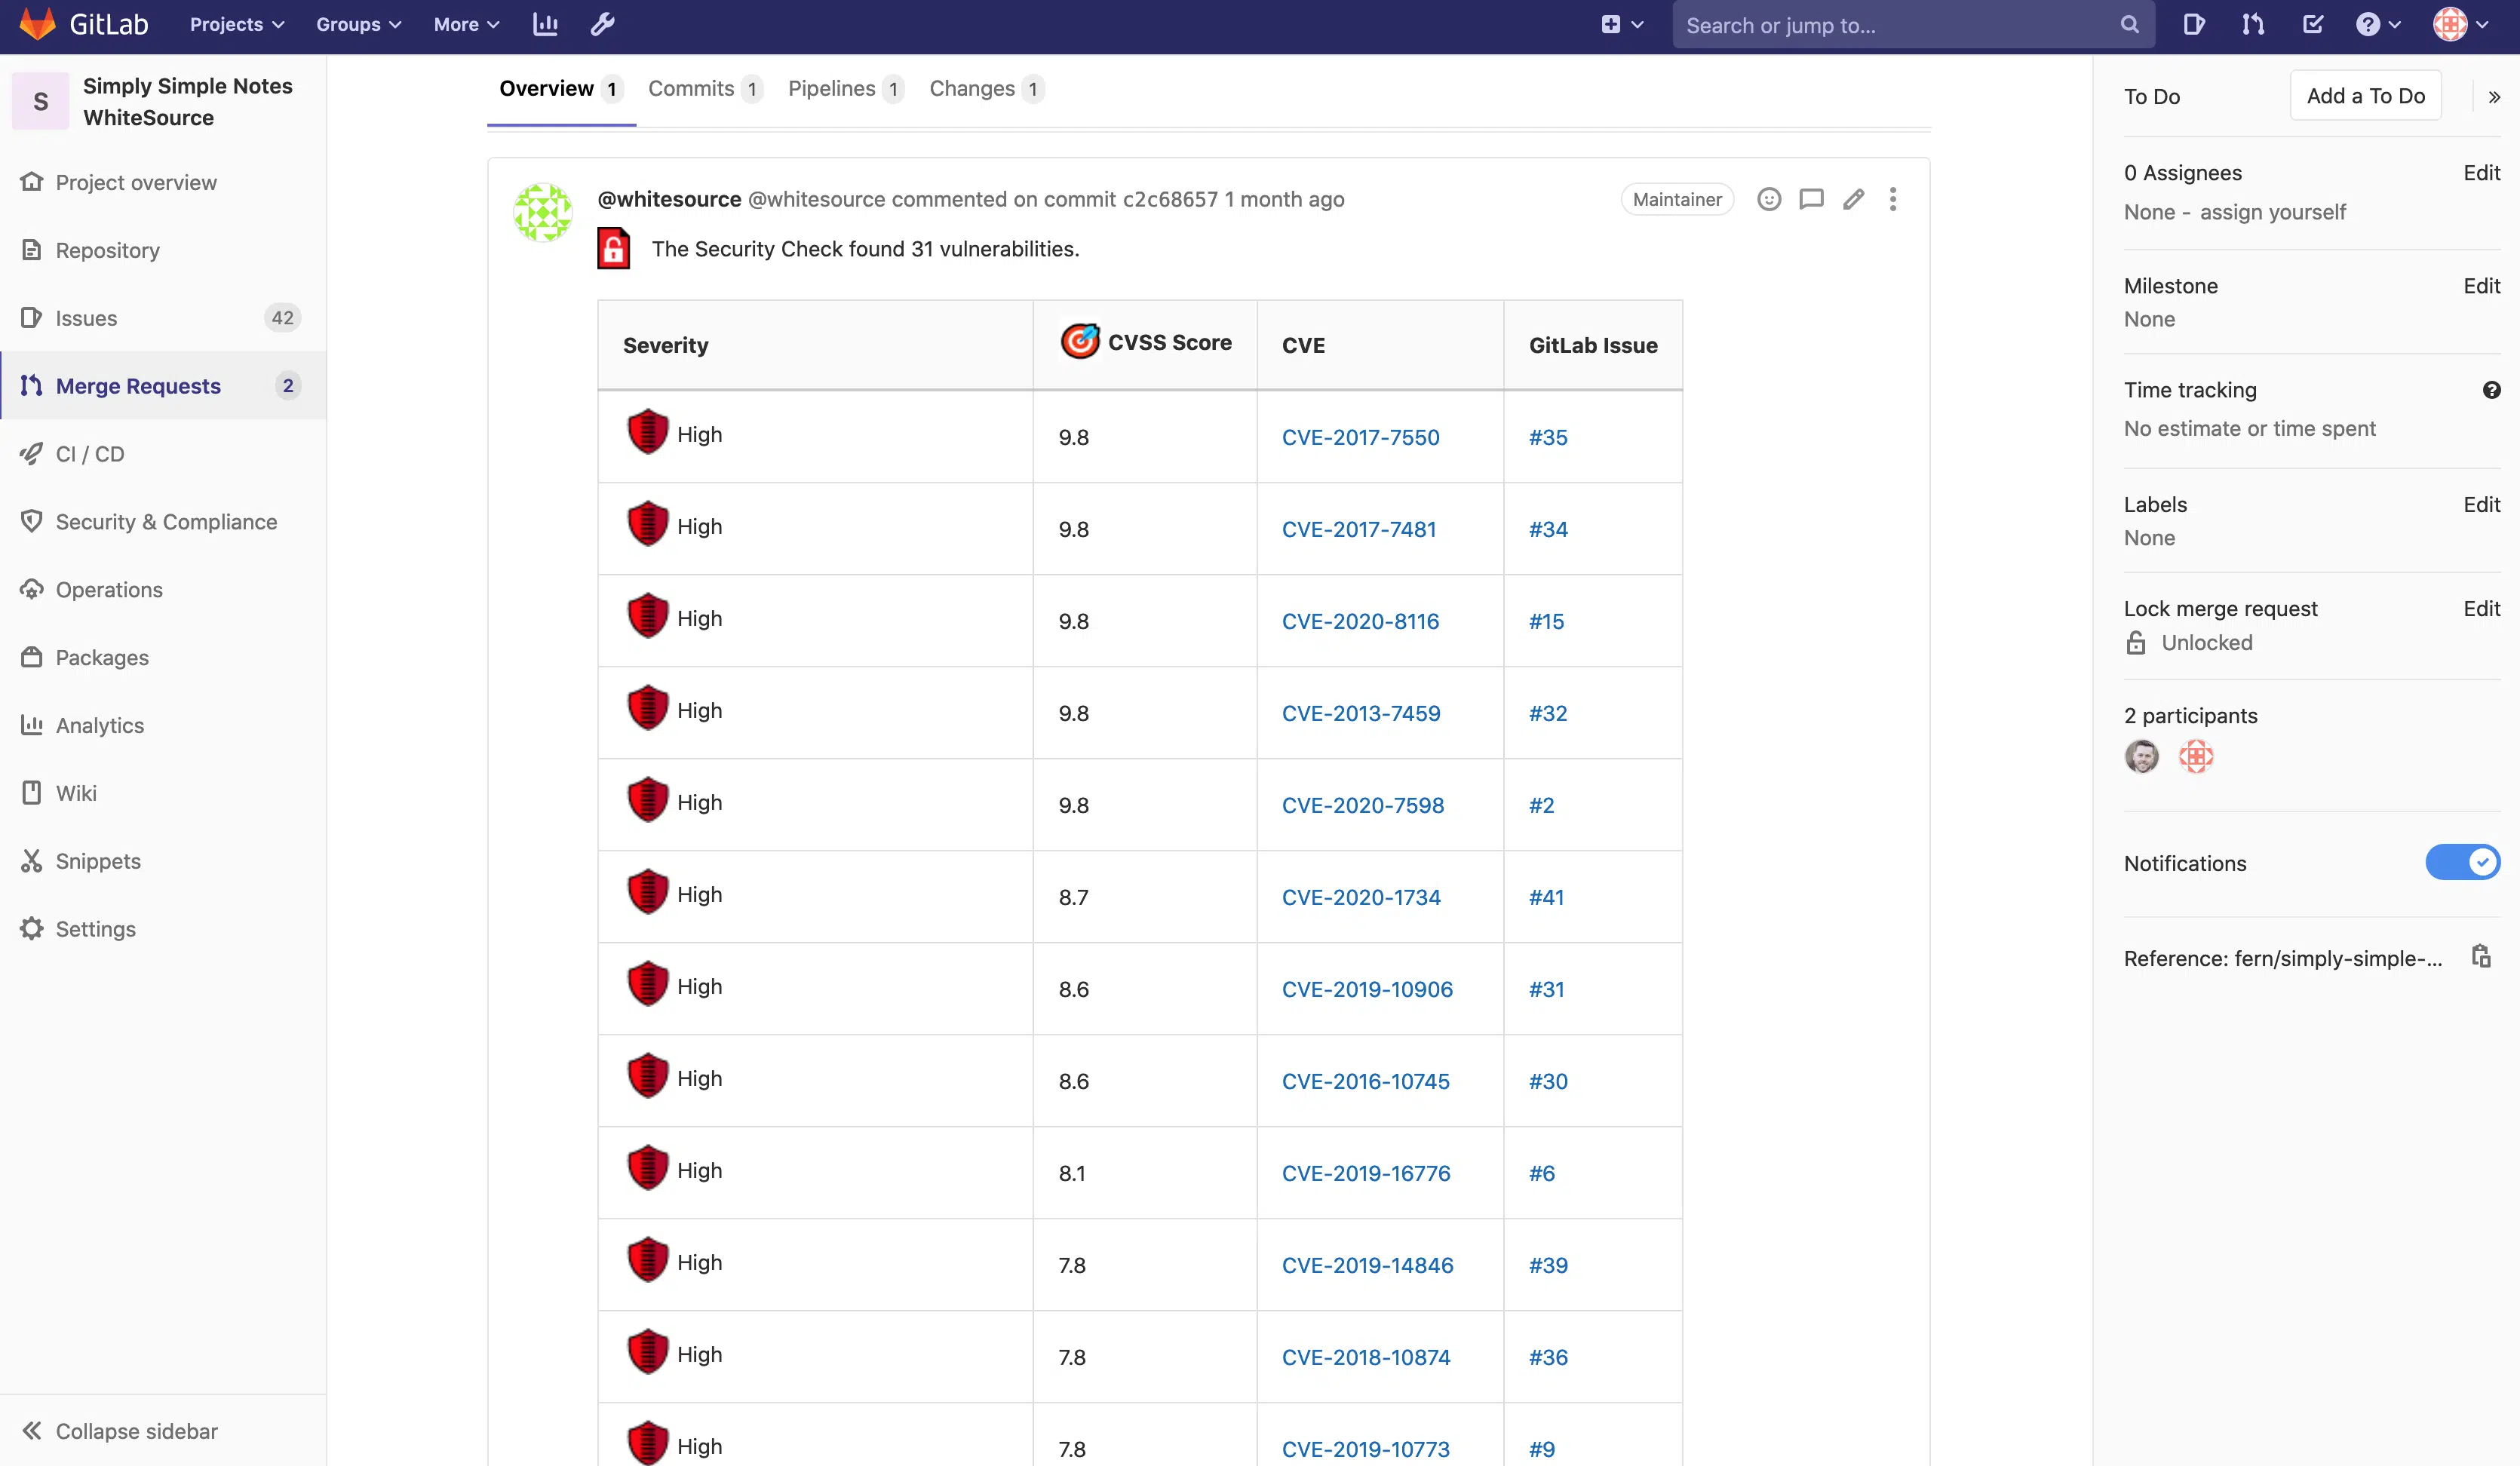 GitLab Projects Groups More Search or jump to...
Simply Simple Notes
WhiteSource
Project overview
Repository
Issues 42
Merge Requests 2
CI / CD
Security & Compliance
Operations
Packages
Analytics
Wiki
Snippets
Settings
Collapse sidebar
S
Overview 1 Commits 1 Pipelines 1 Changes 1
@whitesource @whitesource commented on commit c2c68657 1 month ago Maintainer
The Security Check found 31 vulnerabilities.
Severity CVSS Score CVE GitLab Issue
High 9.8 CVE-2017-7550 #35
High 9.8 CVE-2017-7481 #34
High 9.8 CVE-2020-8116 #15
High 9.8 CVE-2013-7459 #32
High 9.8 CVE-2020-7598 #2
High 8.7 CVE-2020-1734 #41
High 8.6 CVE-2019-10906 #31
High 8.6 CVE-2016-10745 #30
High 8.1 CVE-2019-16776 #6
High 7.8 CVE-2019-14846 #39
High 7.8 CVE-2018-10874 #36
High 7.8 CVE-2019-10773 #9
To Do Add a To Do
0 Assignees Edit
None - assign yourself
Milestone Edit
None
Time tracking
No estimate or time spent
Labels Edit
None
Lock merge request Edit
Unlocked
2 participants
Notifications
Reference: fern/simply-simple-...